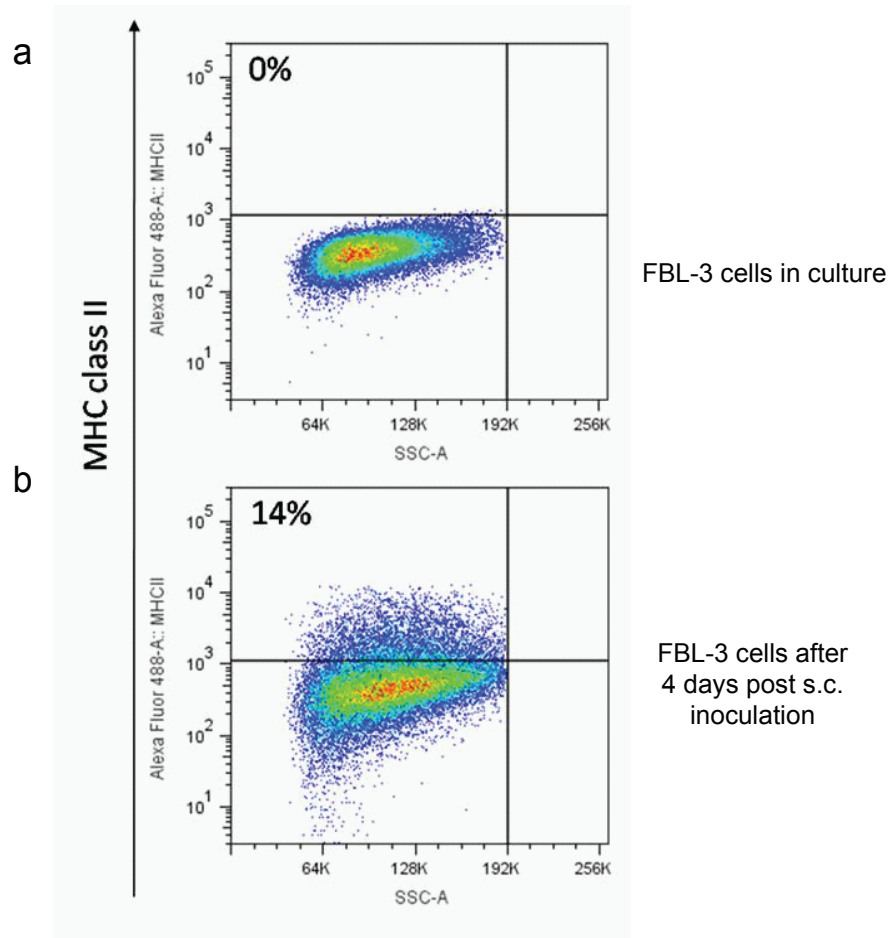 a
MHC class II
Alexa Fluor 488-A:: MHCII
10^5
10^4
10^3
10^2
10^1
0%
64K
128K
192K
256K
SSC-A
FBL-3 cells in culture
b
Alexa Fluor 488-A:: MHCII
10^5
10^4
10^3
10^2
10^1
14%
64K
128K
192K
256K
SSC-A
FBL-3 cells after
4 days post s.c.
inoculation